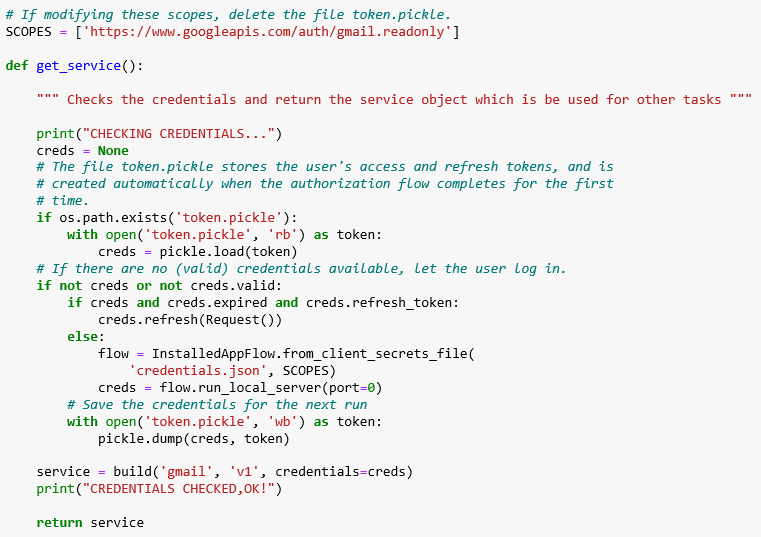 # If modifying these scopes, delete the file token.pickle.
SCOPES = ['https://www.googleapis.com/auth/gmail.readonly']

def get_service():

    """ Checks the credentials and return the service object which is be used for other tasks """

    print("CHECKING CREDENTIALS...")
    creds = None
    # The file token.pickle stores the user's access and refresh tokens, and is
    # created automatically when the authorization flow completes for the first
    # time.
    if os.path.exists('token.pickle'):
        with open('token.pickle', 'rb') as token:
            creds = pickle.load(token)
    # If there are no (valid) credentials available, let the user log in.
    if not creds or not creds.valid:
        if creds and creds.expired and creds.refresh_token:
            creds.refresh(Request())
        else:
            flow = InstalledAppFlow.from_client_secrets_file(
                'credentials.json', SCOPES)
            creds = flow.run_local_server(port=0)
        # Save the credentials for the next run
        with open('token.pickle', 'wb') as token:
            pickle.dump(creds, token)

    service = build('gmail', 'v1', credentials=creds)
    print("CREDENTIALS CHECKED,OK!")

    return service